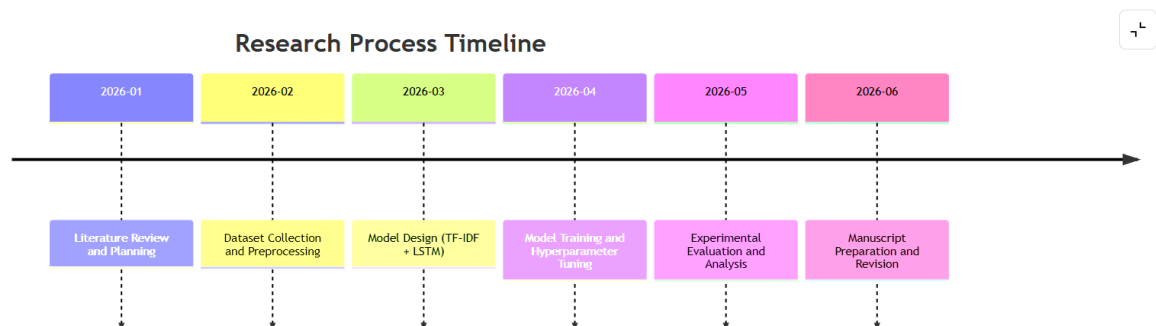 Research Process Timeline
2026-01
2026-02
2026-03
2026-04
2026-05
2026-06
Literature Review
and Planning
Dataset Collection
and Preprocessing
Model Design (TF-IDF
+ LSTM)
Model Training and
Hyperparameter
Tuning
Experimental
Evaluation and
Analysis
Manuscript
Preparation and
Revision